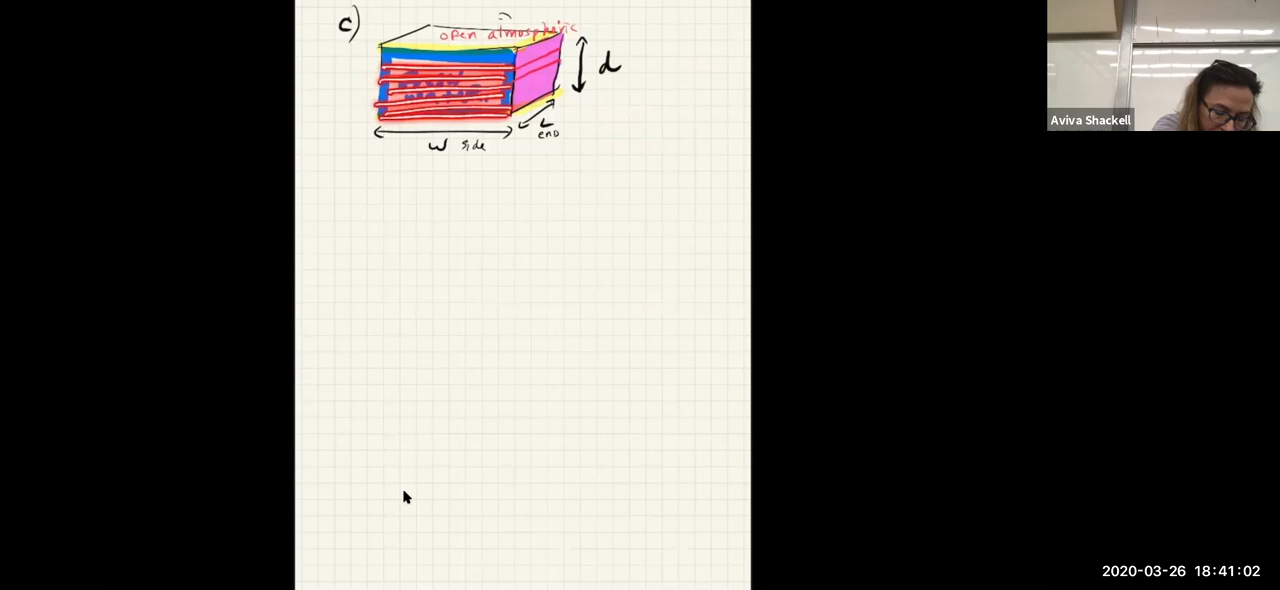 c)
open atmospheric
d
L
END
w side
Aviva Shackell
2020-03-26 18:41:02